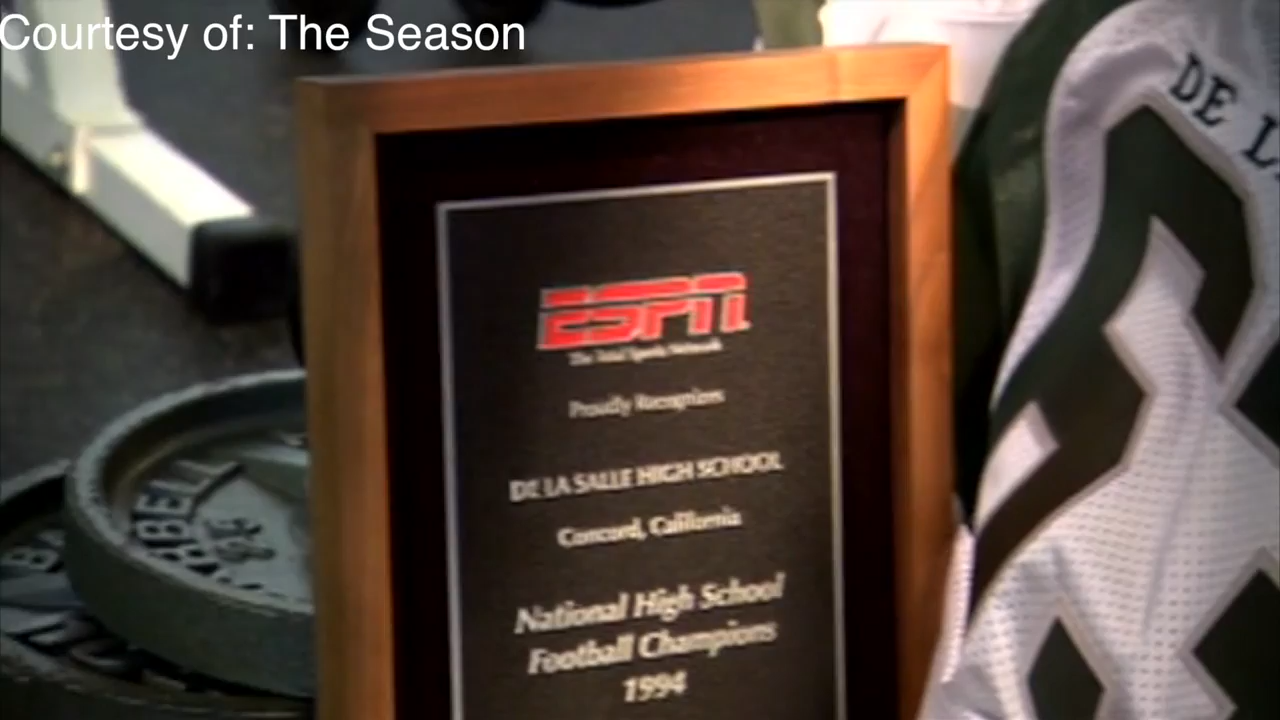 Courtesy of: The Season
DE L
ESPN
The Total Sports Network
Proudly Recognizes
DE LA SALLE HIGH SCHOOL
Concord, California
National High School
Football Champions
1994